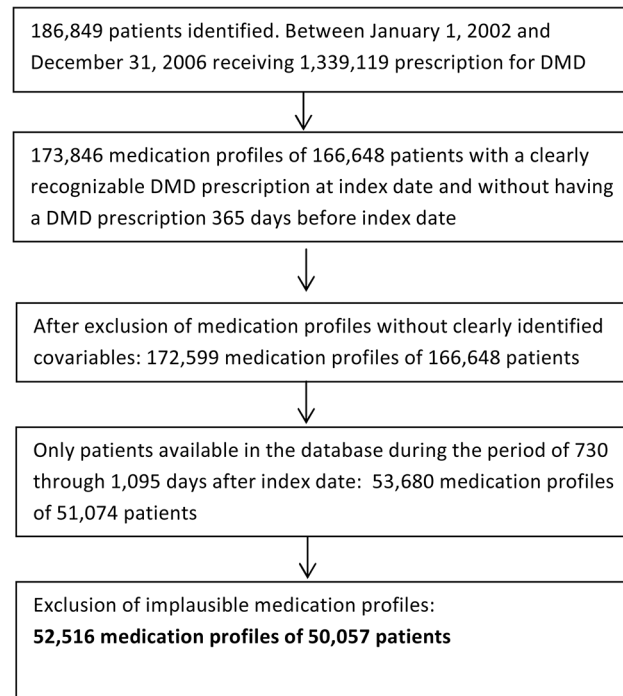 186,849 patients identified. Between January 1, 2002 and
December 31, 2006 receiving 1,339,119 prescription for DMD
173,846 medication profiles of 166,648 patients with a clearly
recognizable DMD prescription at index date and without having
a DMD prescription 365 days before index date
After exclusion of medication profiles without clearly identified
covariables: 172,599 medication profiles of 166,648 patients
Only patients available in the database during the period of 730
through 1,095 days after index date:  53,680 medication profiles
of 51,074 patients
Exclusion of implausible medication profiles:
52,516 medication profiles of 50,057 patients